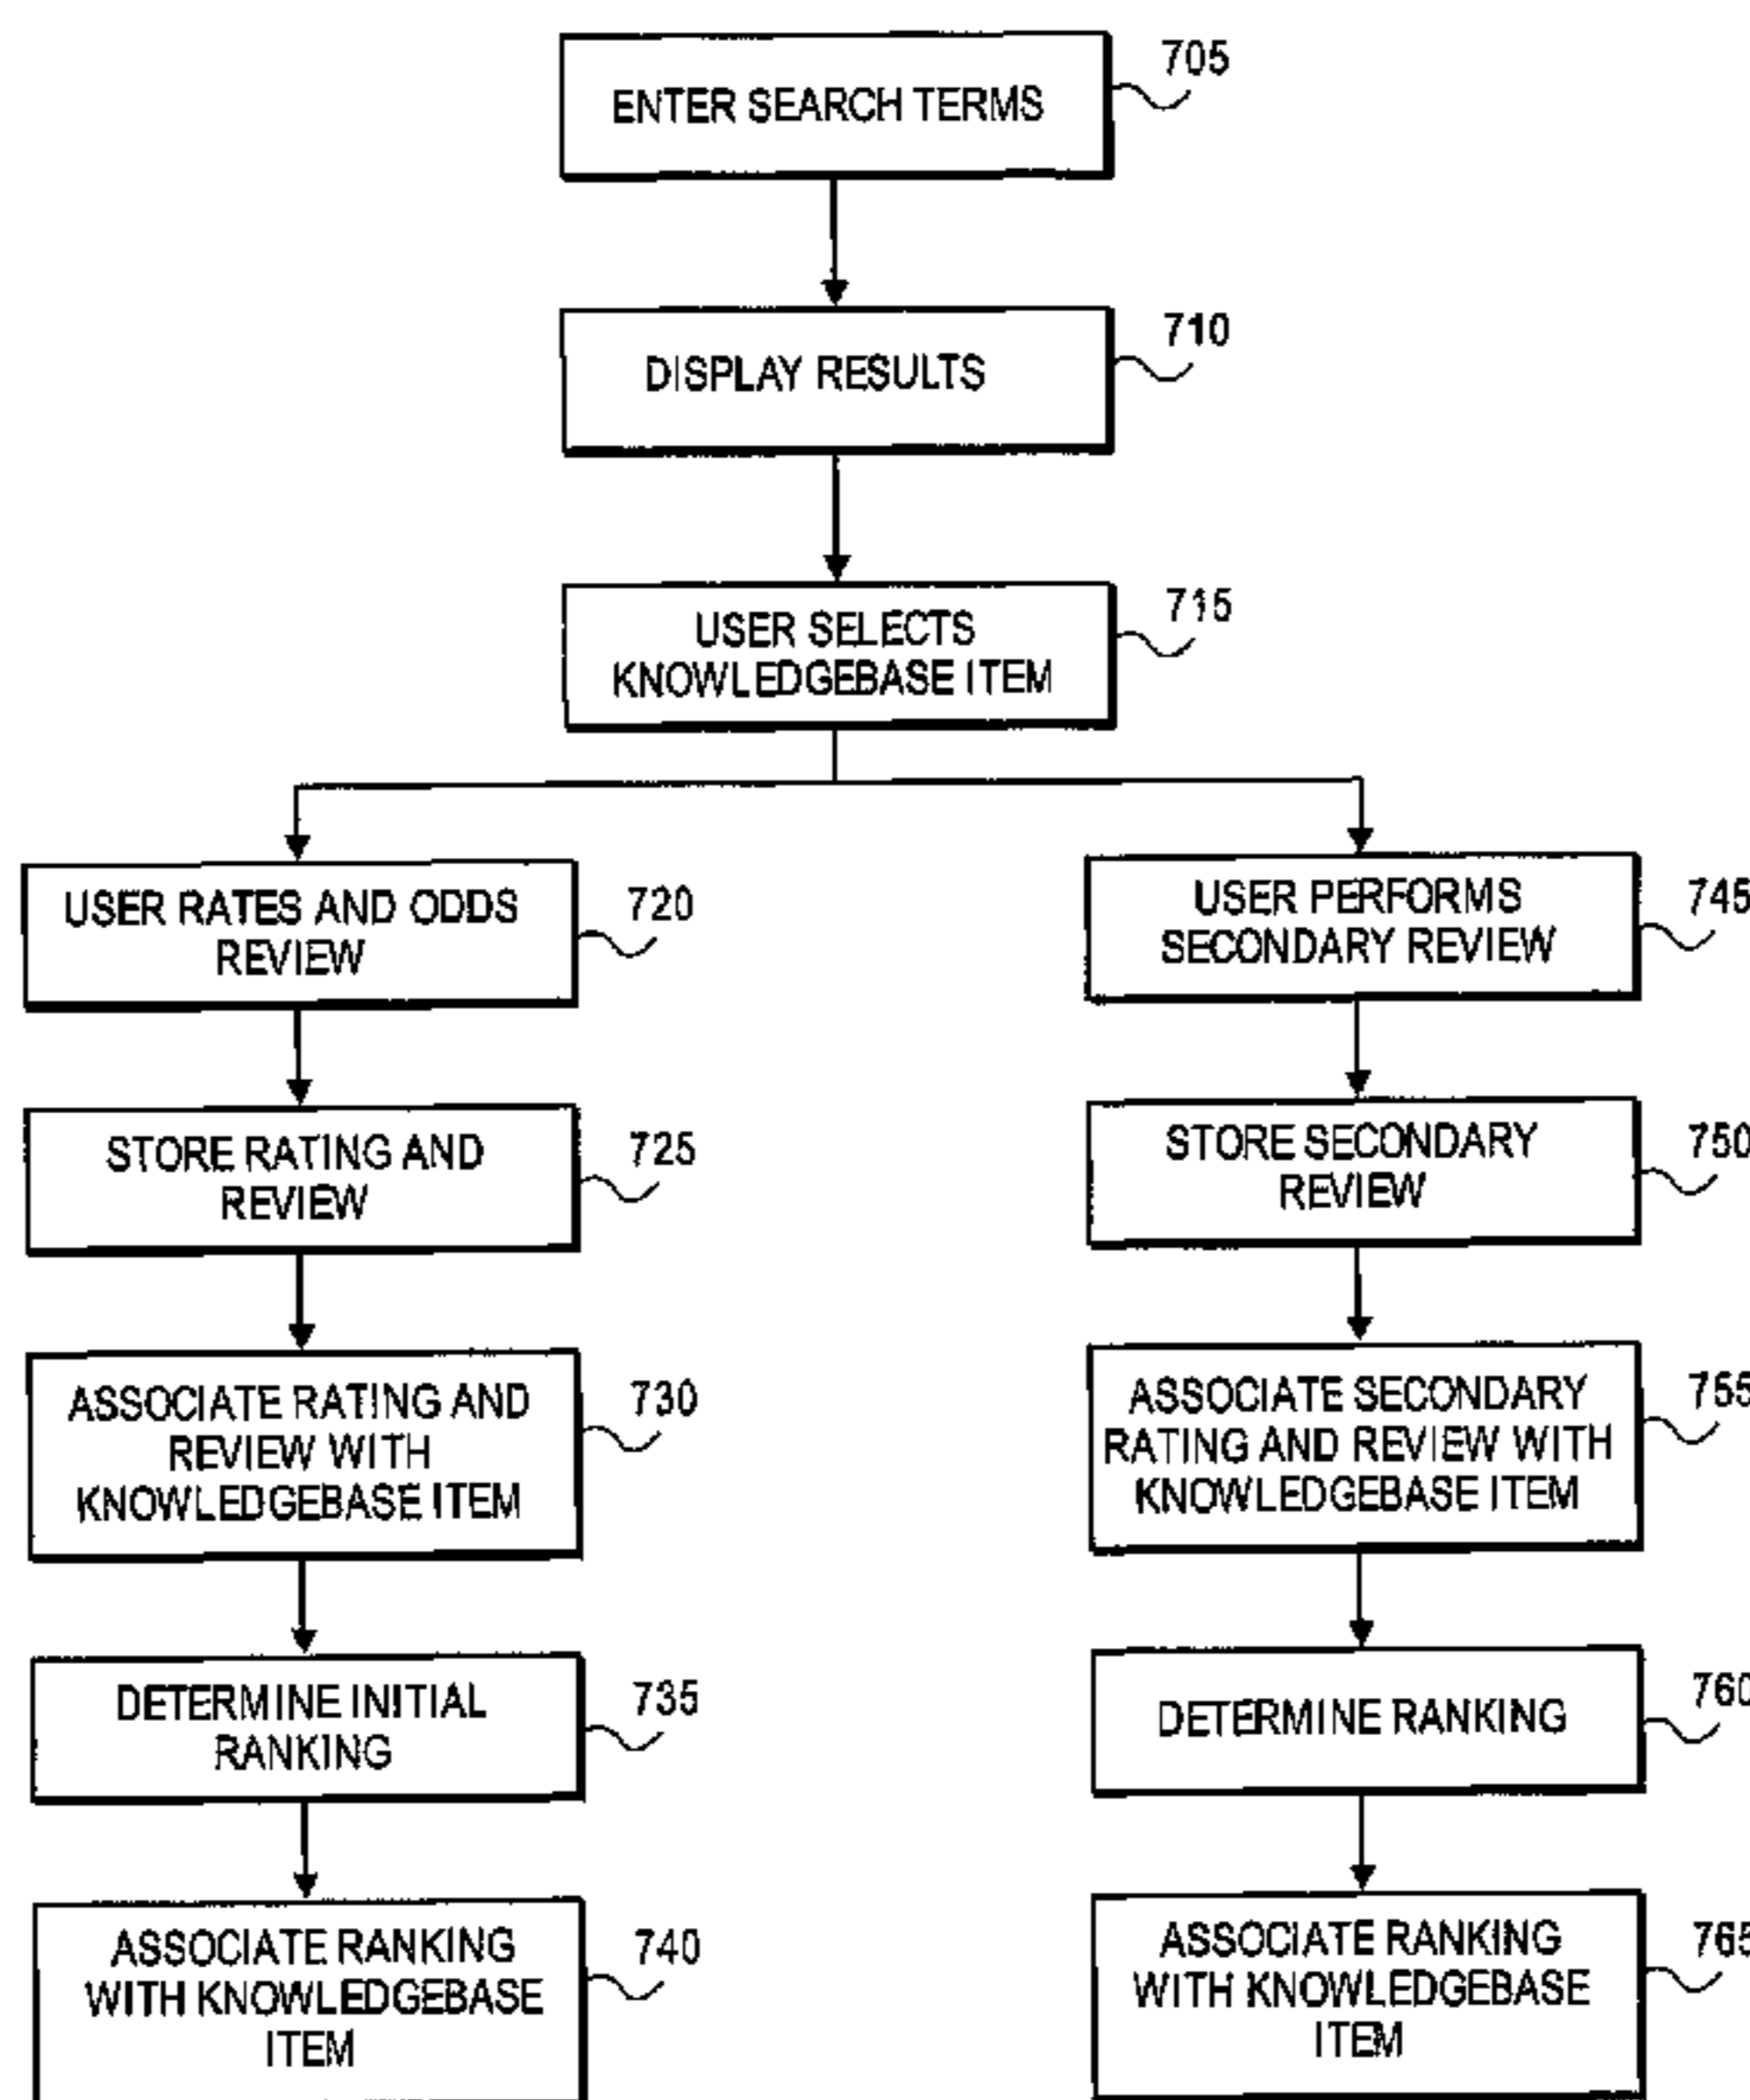 705
ENTER SEARCH TERMS
710
DISPLAY RESULTS
715
USER SELECTS
KNOWLEDGEBASE ITEM
USER RATES AND ODDS
REVIEW
720
STORE RATING AND
REVIEW
725
ASSOCIATE RATING AND
REVIEW WITH
KNOWLEDGEBASE ITEM
730
DETERMINE INITIAL
RANKING
735
ASSOCIATE RANKING
WITH KNOWLEDGEBASE
ITEM
740
USER PERFORMS
SECONDARY REVIEW
745
STORE SECONDARY
REVIEW
750
ASSOCIATE SECONDARY
RATING AND REVIEW WITH
KNOWLEDGEBASE ITEM
755
DETERMINE RANKING
760
ASSOCIATE RANKING
WITH KNOWLEDGEBASE
ITEM
765